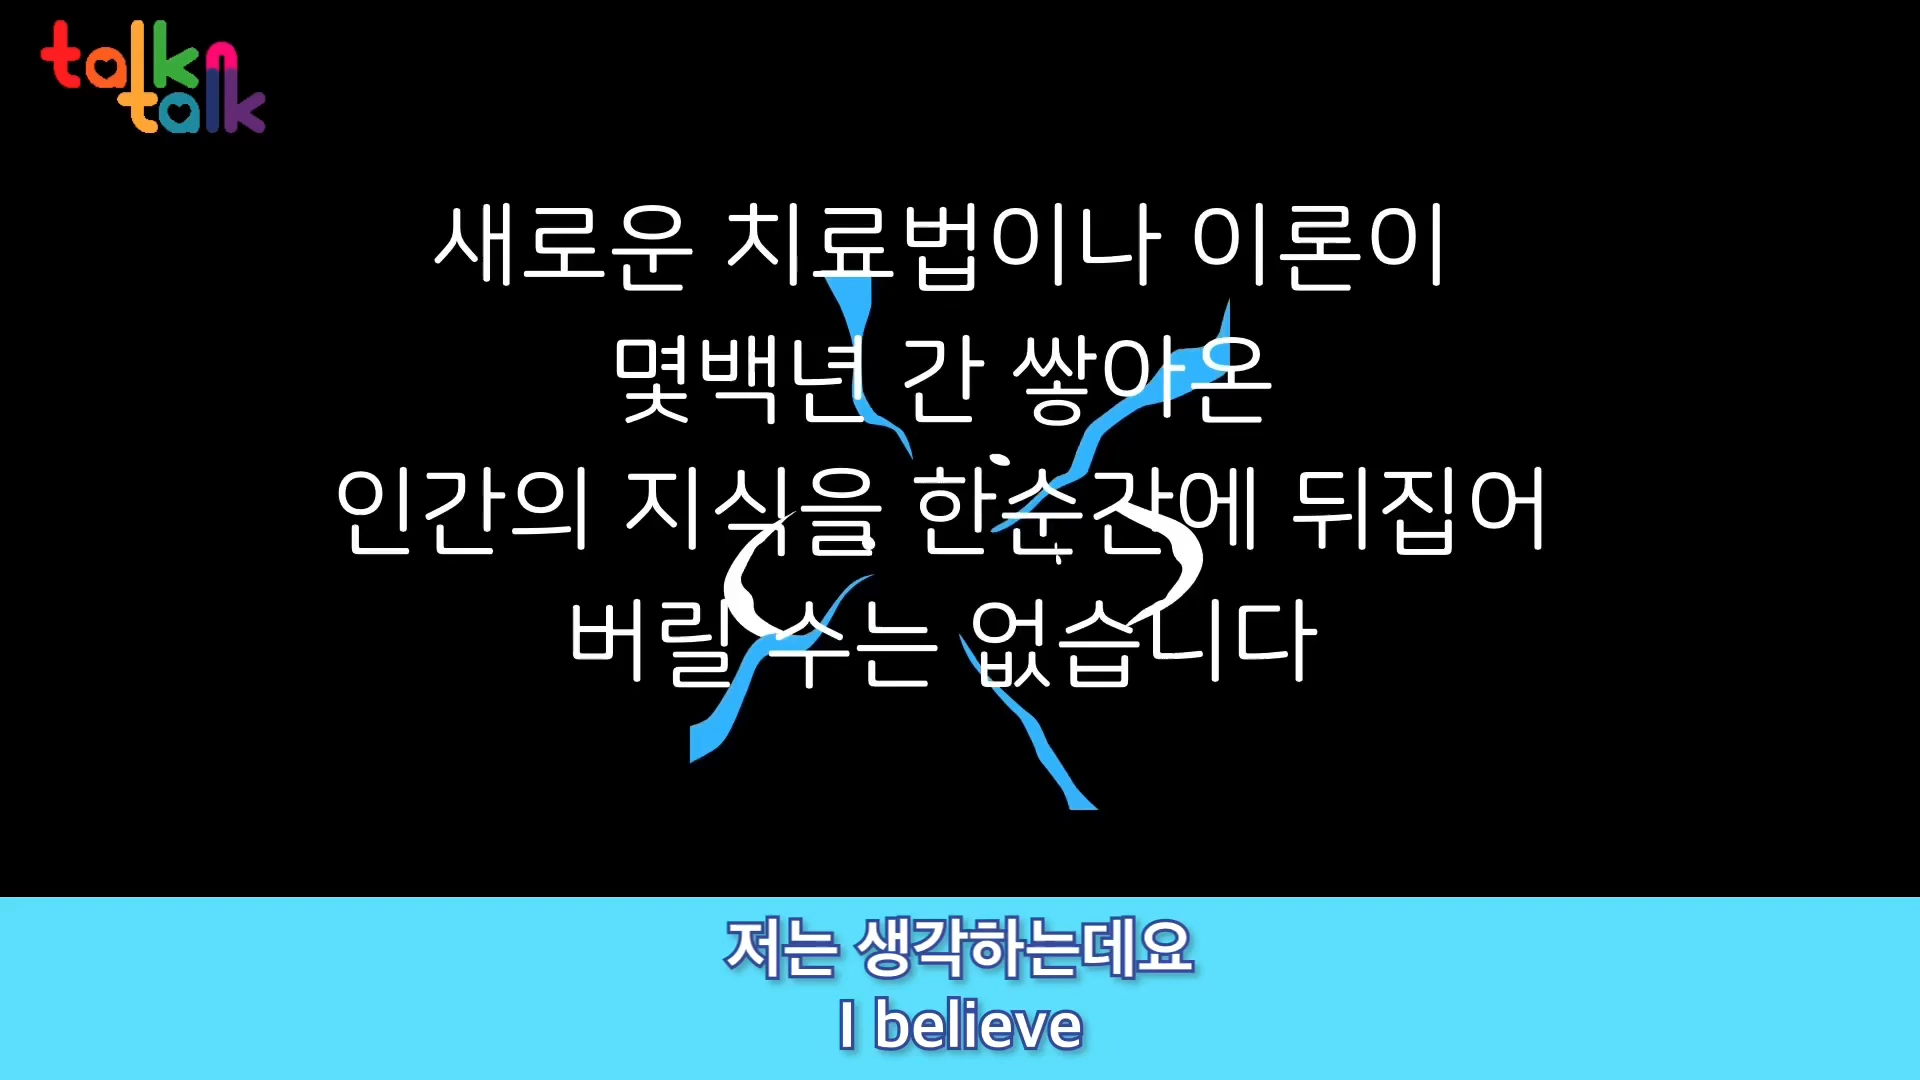 talk n
talk
새로운 치료법이나 이론이
몇백년 간 쌓아온
인간의 지식을 한순간에 뒤집어
버릴 수는 없습니다
저는 생각하는데요
I believe